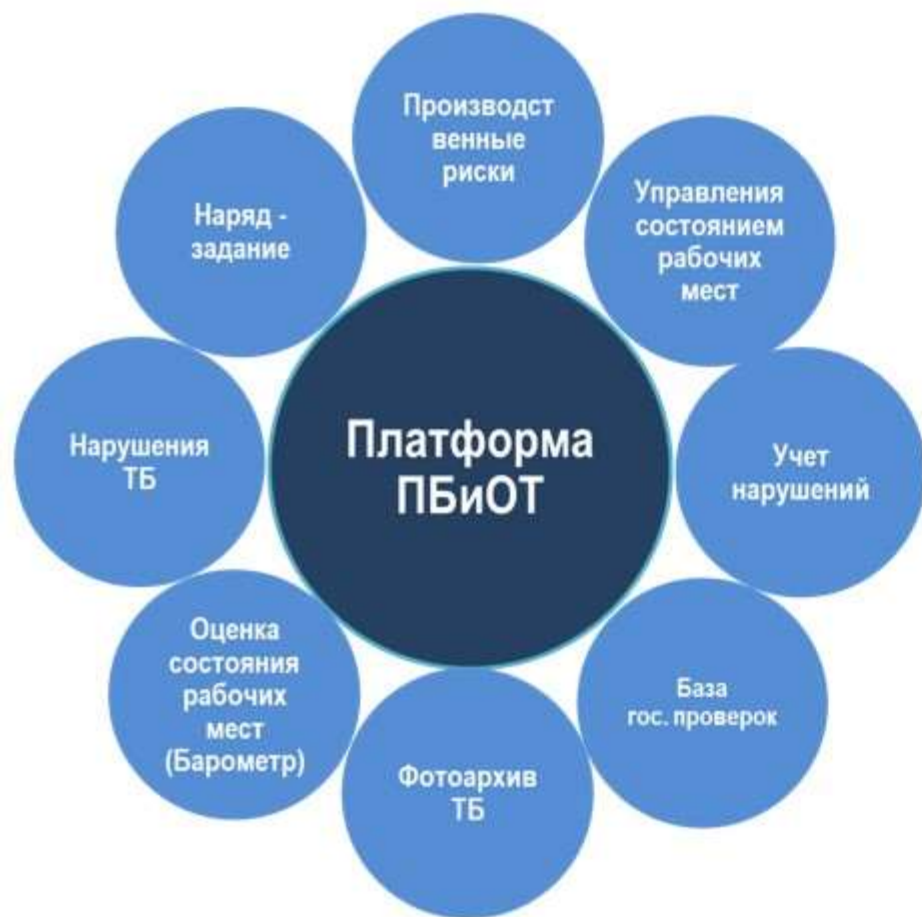 Производст
венные
риски
Управления
состоянием
рабочих
мест
Учет
нарушений
База
гос. проверок
Фотоархив
ТБ
Оценка
состояния
рабочих
мест
(Барометр)
Нарушения
ТБ
Наряд -
задание
Платформа
ПБиОТ